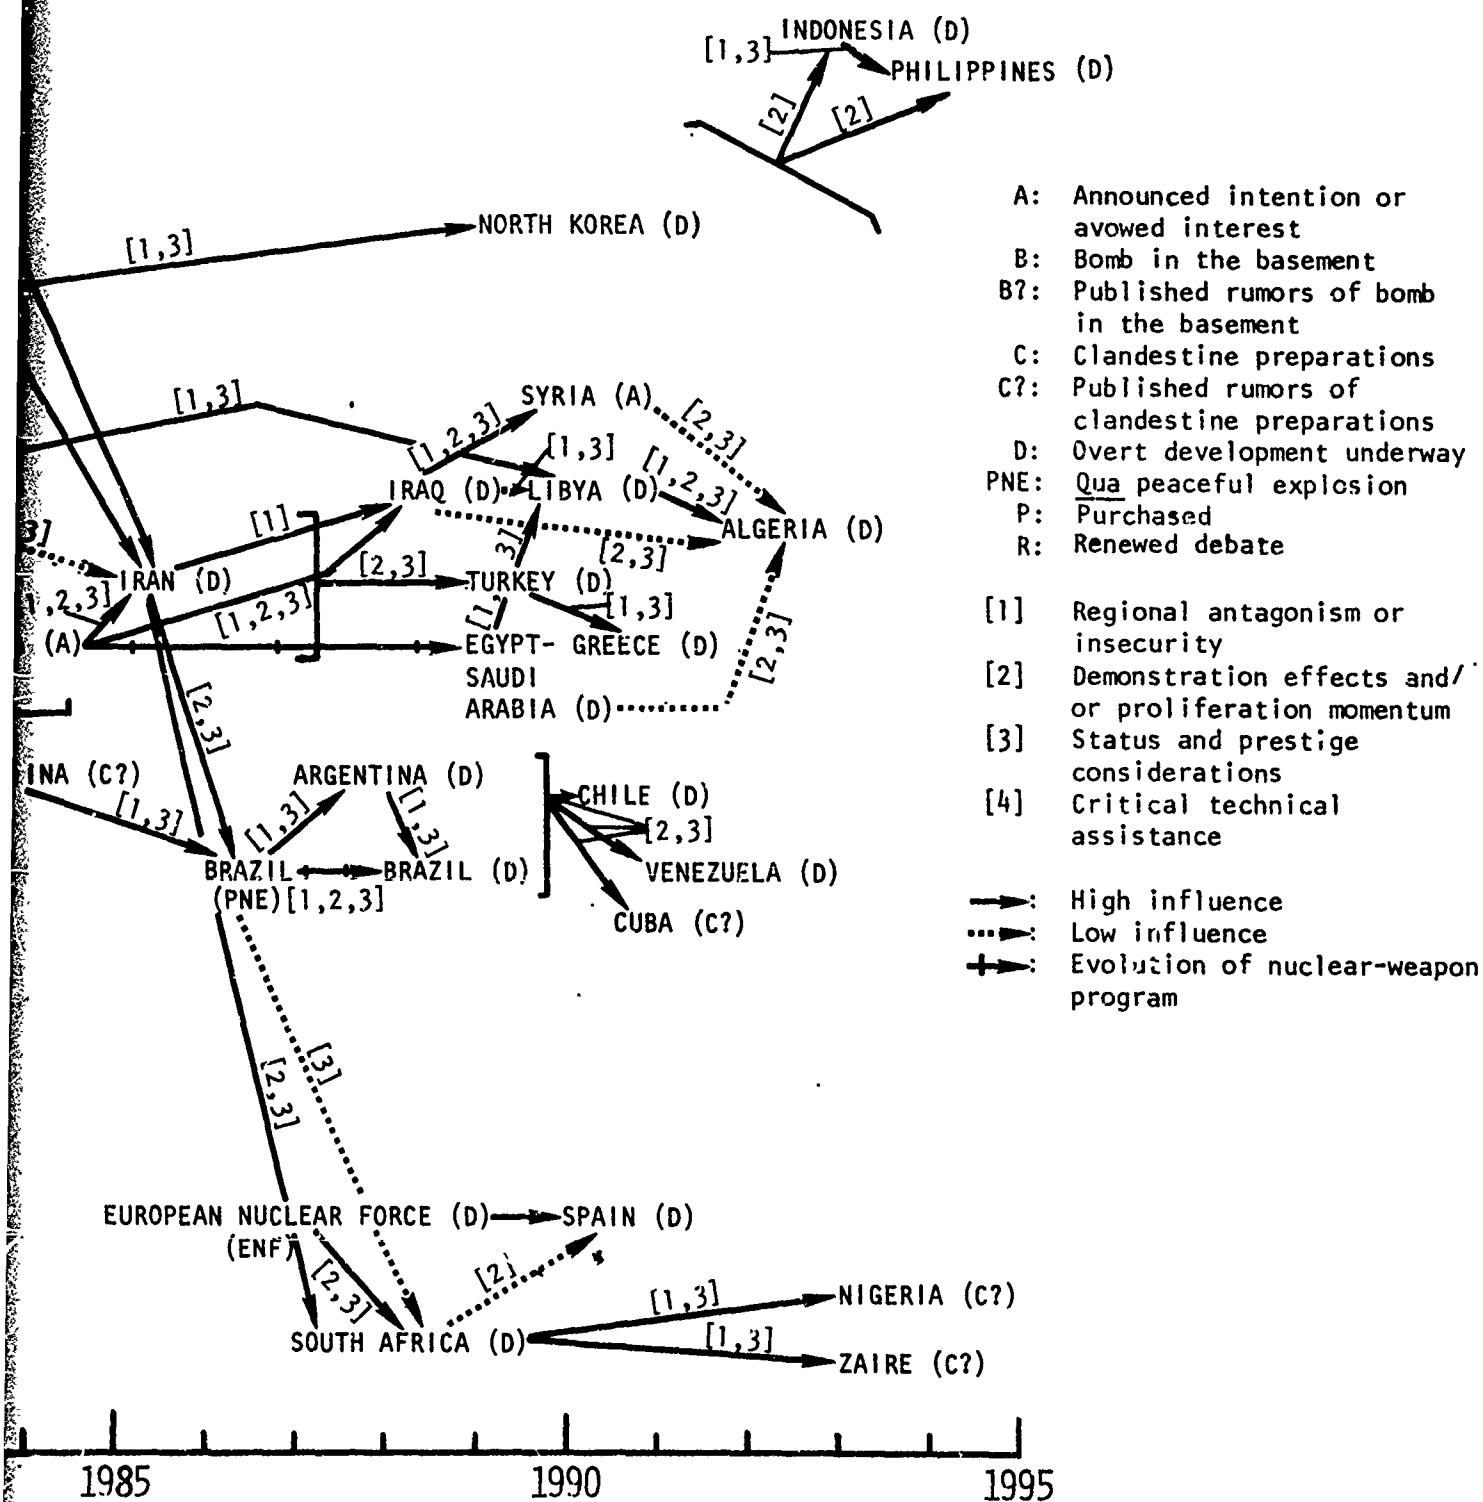 INDONESIA (D)
[1,3]
PHILIPPINES (D)
[2]
[2]
NORTH KOREA (D)
[1,3]
[1,3]
SYRIA (A)
[2,3]
[1,2,3]
[1,3]
[1,2,3]
IRAQ (D)
LIBYA (D)
ALGERIA (D)
[1]
3]
[2,3]
[1,3]
IRAN (D)
[2,3]
TURKEY (D)
,2,3]
[1,2,3]
[1,3]
(A)
EGYPT- GREECE (D)
SAUDI
ARABIA (D)
[2,3]
[2,3]
INA (C?)
ARGENTINA (D)
CHILE (D)
[1,3]
[1,3]
[1,3]
[2,3]
BRAZIL
BRAZIL (D)
VENEZUELA (D)
(PNE)[1,2,3]
CUBA (C?)
[2,3]
[3]
EUROPEAN NUCLEAR FORCE (D)
SPAIN (D)
(ENF)
[2,3]
[2]
SOUTH AFRICA (D)
[1,3]
NIGERIA (C?)
[1,3]
ZAIRE (C?)
1985
1990
1995
A: Announced intention or
avowed interest
B: Bomb in the basement
B?: Published rumors of bomb
in the basement
C: Clandestine preparations
C?: Published rumors of
clandestine preparations
D: Overt development underway
PNE: Qua peaceful explosion
P: Purchased
R: Renewed debate
[1] Regional antagonism or
insecurity
[2] Demonstration effects and/
or proliferation momentum
[3] Status and prestige
considerations
[4] Critical technical
assistance
: High influence
: Low influence
: Evolution of nuclear-weapon
program